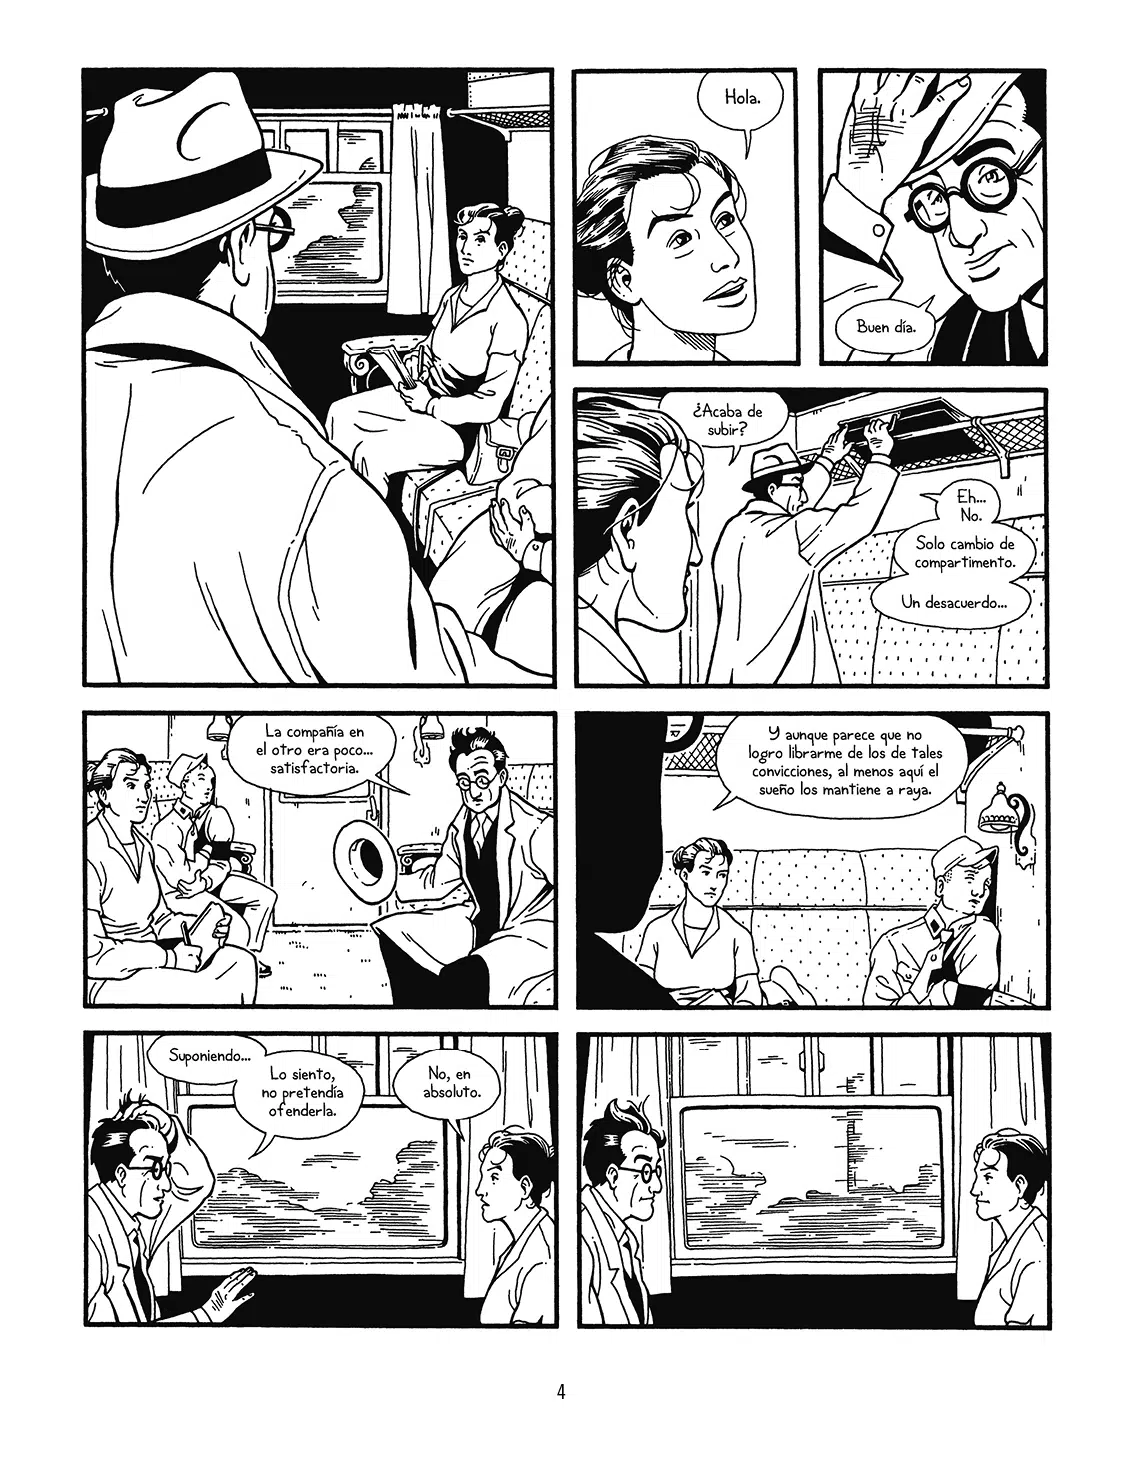 Hola.
Buen día.
¿Acaba de
subir?
Eh...
No.
Solo cambio de
compartimento.
Un desacuerdo...
La compañía en
el otro era poco...
satisfactoria.
Y aunque parece que no
logro librarme de los de tales
convicciones, al menos aquí el
sueño los mantiene a raya.
Suponiendo...
Lo siento,
no pretendía
ofenderla.
No, en
absoluto.
4